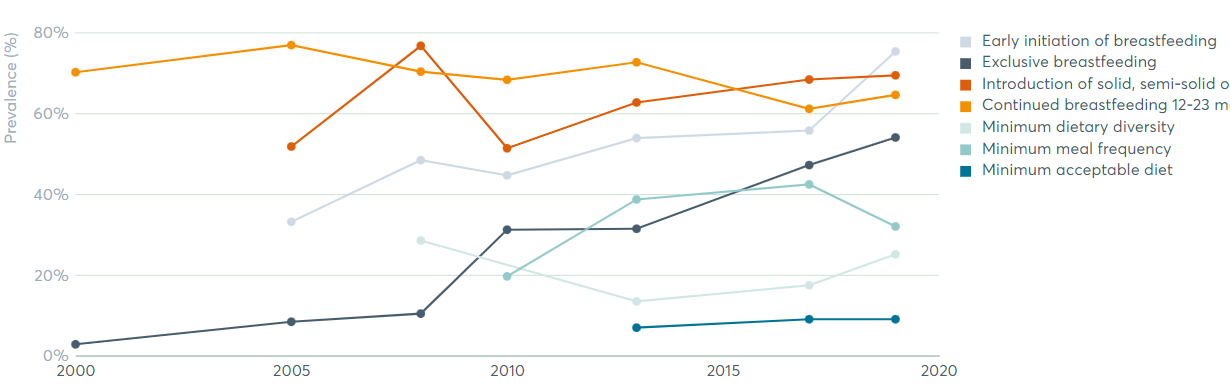 Prevalence (%)
80%
60%
40%
20%
0%
2000
2005
2010
2015
2020
Early initiation of breastfeeding
Exclusive breastfeeding
Introduction of solid, semi-solid o
Continued breastfeeding 12-23 m
Minimum dietary diversity
Minimum meal frequency
Minimum acceptable diet